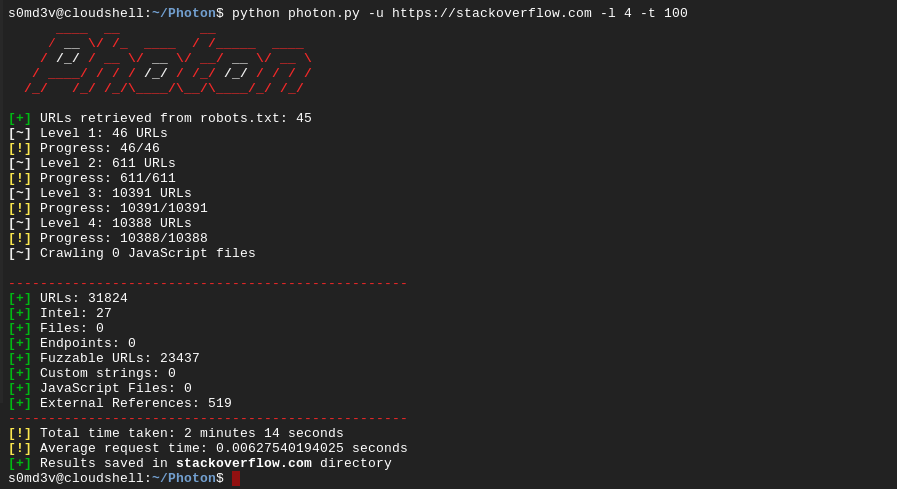 s0md3v@cloudshell:~/Photon$ python photon.py -u https://stackoverflow.com -l 4 -t 100
Photon
[+] URLs retrieved from robots.txt: 45
[~] Level 1: 46 URLs
[!] Progress: 46/46
[~] Level 2: 611 URLs
[!] Progress: 611/611
[~] Level 3: 10391 URLs
[!] Progress: 10391/10391
[~] Level 4: 10388 URLs
[!] Progress: 10388/10388
[~] Crawling 0 JavaScript files
--------------------------------------------------
[+] URLs: 31824
[+] Intel: 27
[+] Files: 0
[+] Endpoints: 0
[+] Fuzzable URLs: 23437
[+] Custom strings: 0
[+] JavaScript Files: 0
[+] External References: 519
--------------------------------------------------
[!] Total time taken: 2 minutes 14 seconds
[!] Average request time: 0.00627540194025 seconds
[+] Results saved in stackoverflow.com directory
s0md3v@cloudshell:~/Photon$